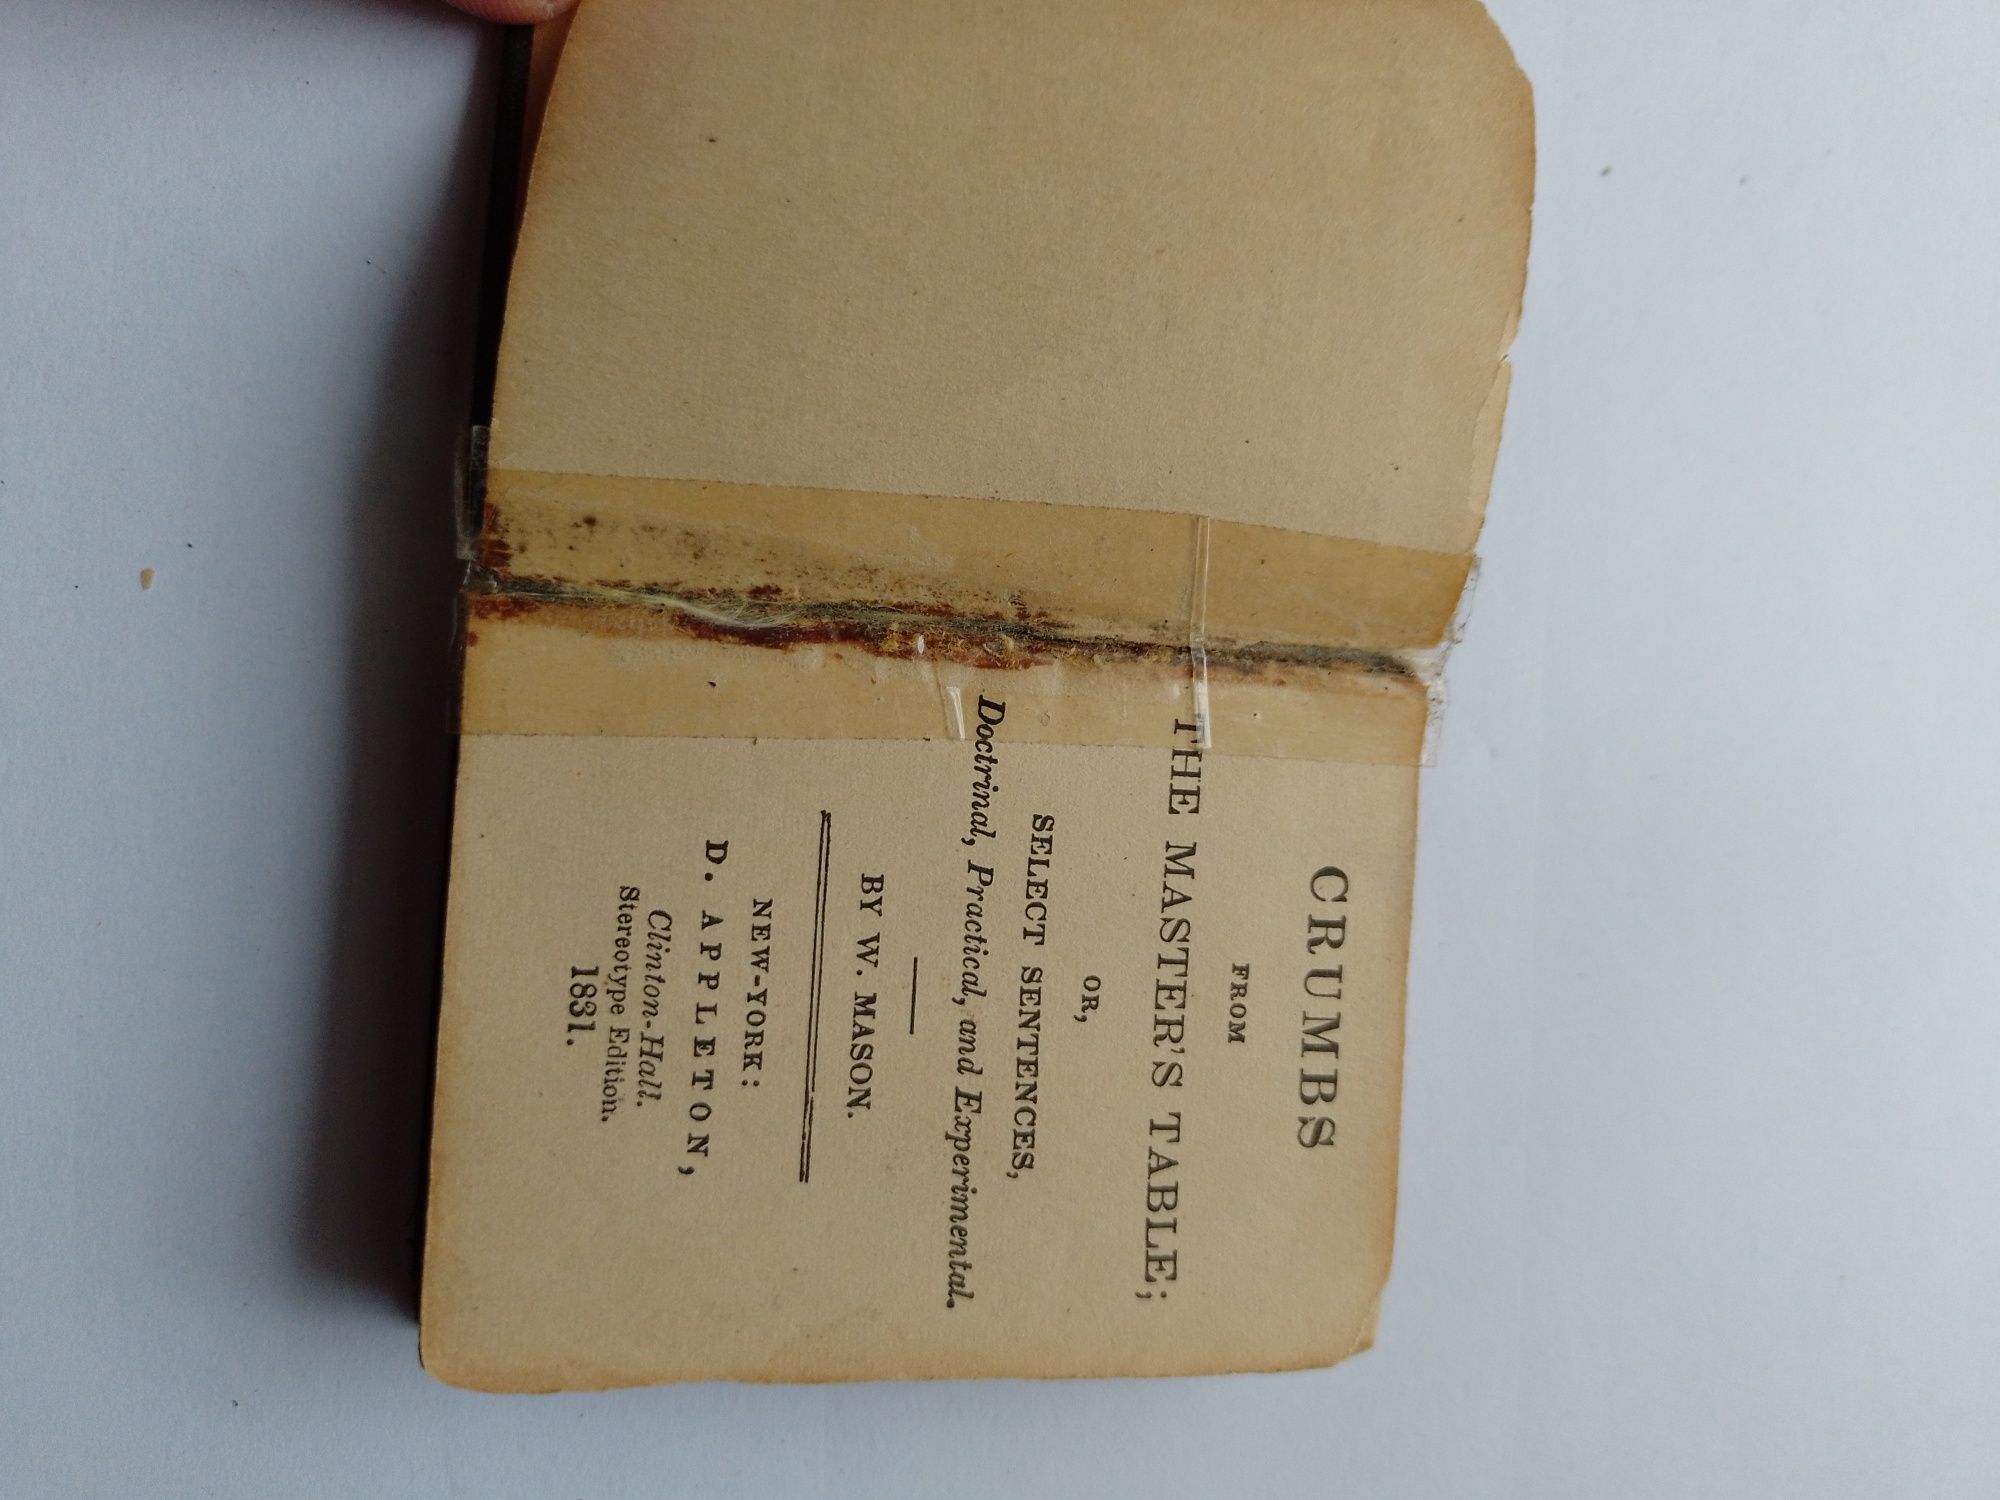 CRUMBS
FROM
THE MASTER'S TABLE;
OR,
SELECT SENTENCES,
Doctrinal, Practical, and Experimental.
BY W. MASON.
NEW-YORK:
D. APPLETON,
Clinton-Hall.
Stereotype Edition.
1831.